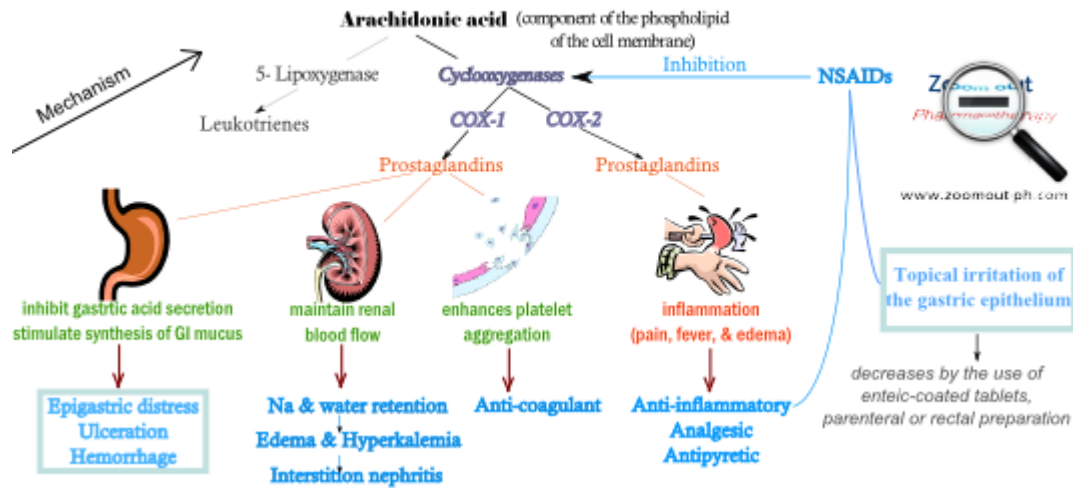 Arachidonic acid (component of the phospholipid
of the cell membrane)
Mechanism
5- Lipoxygenase
Cyclooxygenases
Inhibition
NSAIDs
Leukotrienes
COX-1
COX-2
Zoom out
Pharmacotherapy
www.zoomout-ph.com
Prostaglandins
Prostaglandins
inhibit gastrtic acid secretion
stimulate synthesis of GI mucus
maintain renal
blood flow
enhances platelet
aggregation
inflammation
(pain, fever, & edema)
Topical irritation of
the gastric epithelium
decreases by the use of
enteic-coated tablets,
parenteral or rectal preparation
Epigastric distress
Ulceration
Hemorrhage
Na & water retention
Edema & Hyperkalemia
Interstition nephritis
Anti-coagulant
Anti-inflammatory
Analgesic
Antipyretic